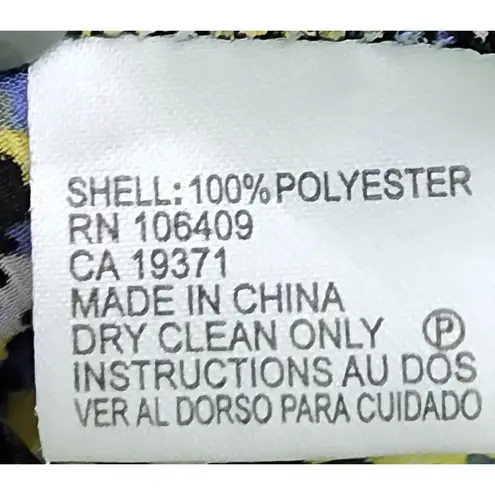 SHELL: 100% POLYESTER
RN 106409
CA 19371
MADE IN CHINA
DRY CLEAN ONLY Ⓟ
INSTRUCTIONS AU DOS
VER AL DORSO PARA CUIDADO